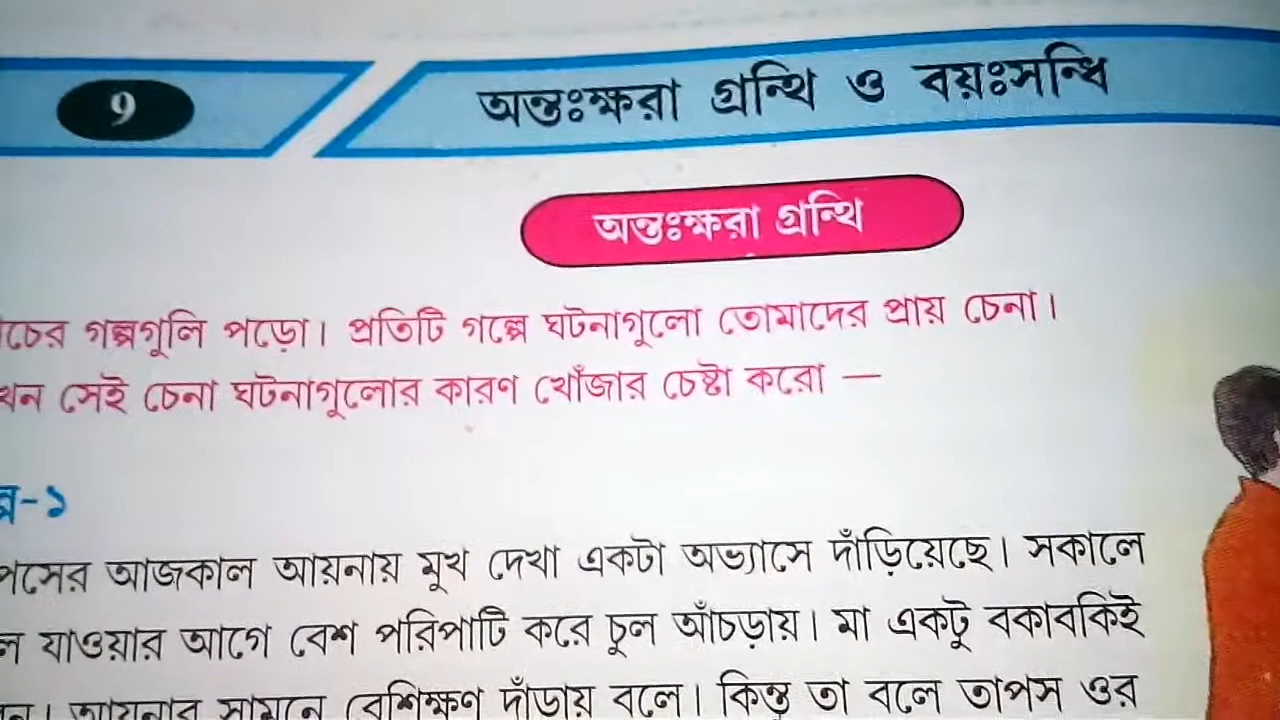 9
অন্তঃক্ষরা গ্রন্থি ও বয়ঃসন্ধি
অন্তঃক্ষরা গ্রন্থি
গল্পগুলি পড়ো। প্রতিটি গল্পে ঘটনাগুলো তোমাদের প্রায় চেনা।
সেই চেনা ঘটনাগুলোর কারণ খোঁজার চেষ্টা করো —
-১
আজকাল আয়নায় মুখ দেখা একটা অভ্যাসে দাঁড়িয়েছে। সকালে
যাওয়ার আগে বেশ পরিপাটি করে চুল আঁচড়ায়। মা একটু বকাবকিই
আয়নার সামনে বেশিক্ষণ দাঁড়ায় বলে। কিন্তু তা বলে তাপস ওর